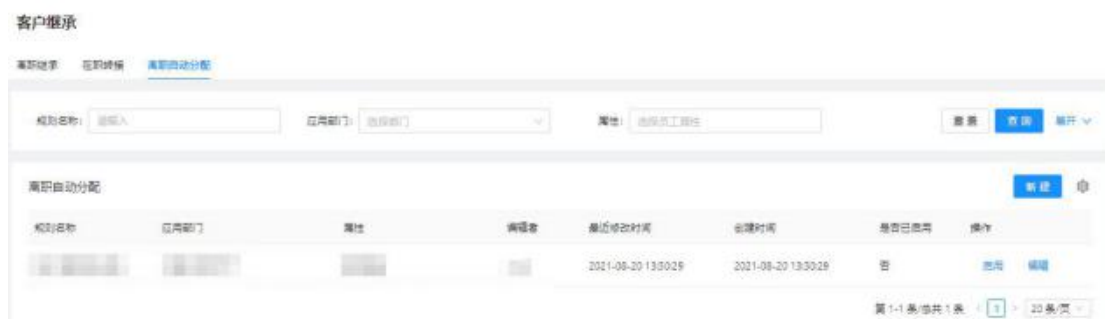 客户继承
离职继承 在职转接 离职自动分配
规则名称: 请输入 应用部门: 选择部门 属性: 选择员工属性 重置 查询 展开
离职自动分配 新建
规则名称 应用部门 属性 编辑者 最近修改时间 创建时间 是否已启用 操作
2021-08-20 13:50:29 2021-08-20 13:30:29 否 启用 编辑
第 1-1 条/总共 1 条 < 1 > 20 条/页